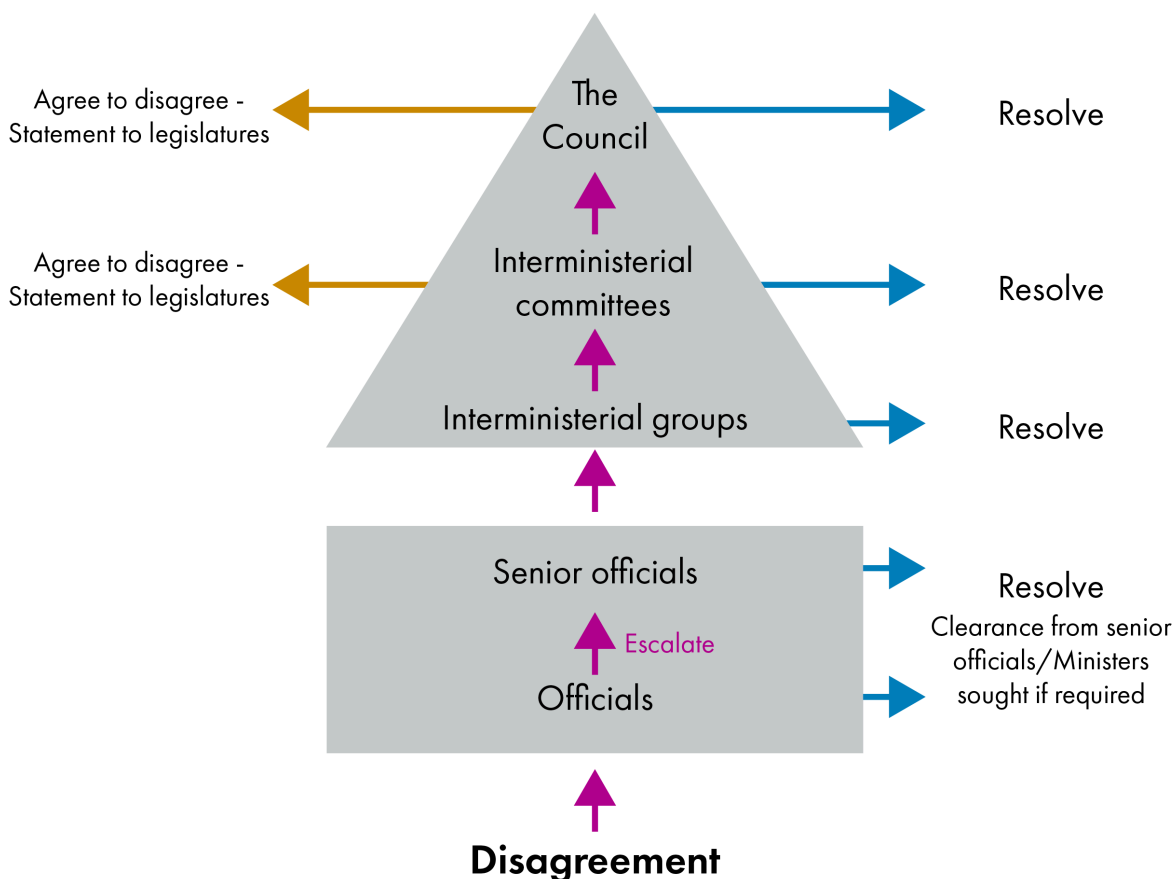 Agree to disagree -
Statement to legislatures
The
Council
Resolve
Agree to disagree -
Statement to legislatures
Interministerial
committees
Resolve
Interministerial groups
Resolve
Senior officials
Resolve
Escalate
Clearance from senior
officials/Ministers
sought if required
Officials
Disagreement